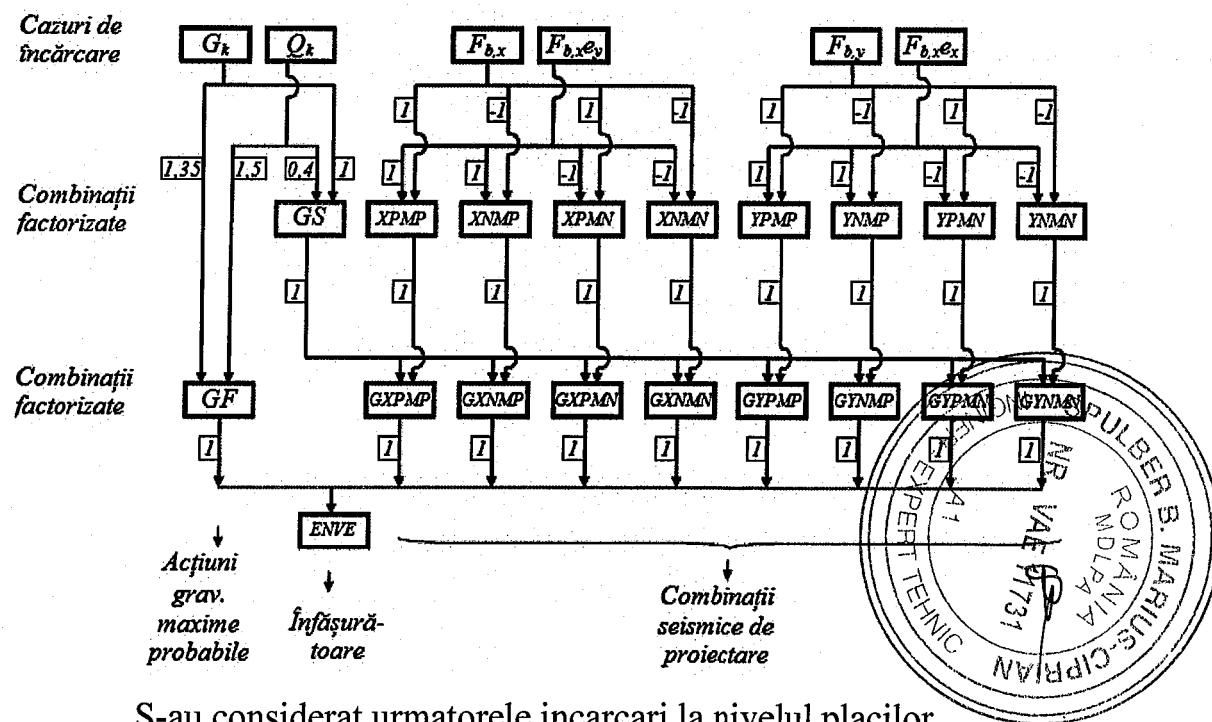 Cazuri de
încărcare
Gk Qk Fb,x Fb,xey Fb,y Fb,xex
1 -1 1 -1 1 -1 1 -1
1,35 1,5 0,4 1 1 1 -1 -1 1 1 -1 -1
Combinații
factorizate
GS XPMP XNMP XPMN XNMN YPMP YNMP YPMN YNMN
1 1 1 1 1 1 1 1 1
Combinații
factorizate
GF GXPMP GXNMP GXPMN GXNMN GYPMP GYNMP GYPMN GYNMN
1 1 1 1 1 1 1 1 1
ENVE
Acțiuni
grav.
maxime
probabile
Înfășură-
toare
Combinații
seismice de
proiectare
B. MARIUS-CIPRIAN
ROMÂNIA
MDLPA
EXPERT TEHNIC
A1
NR
S-au considerat urmatorele incarcari la nivelul placilor